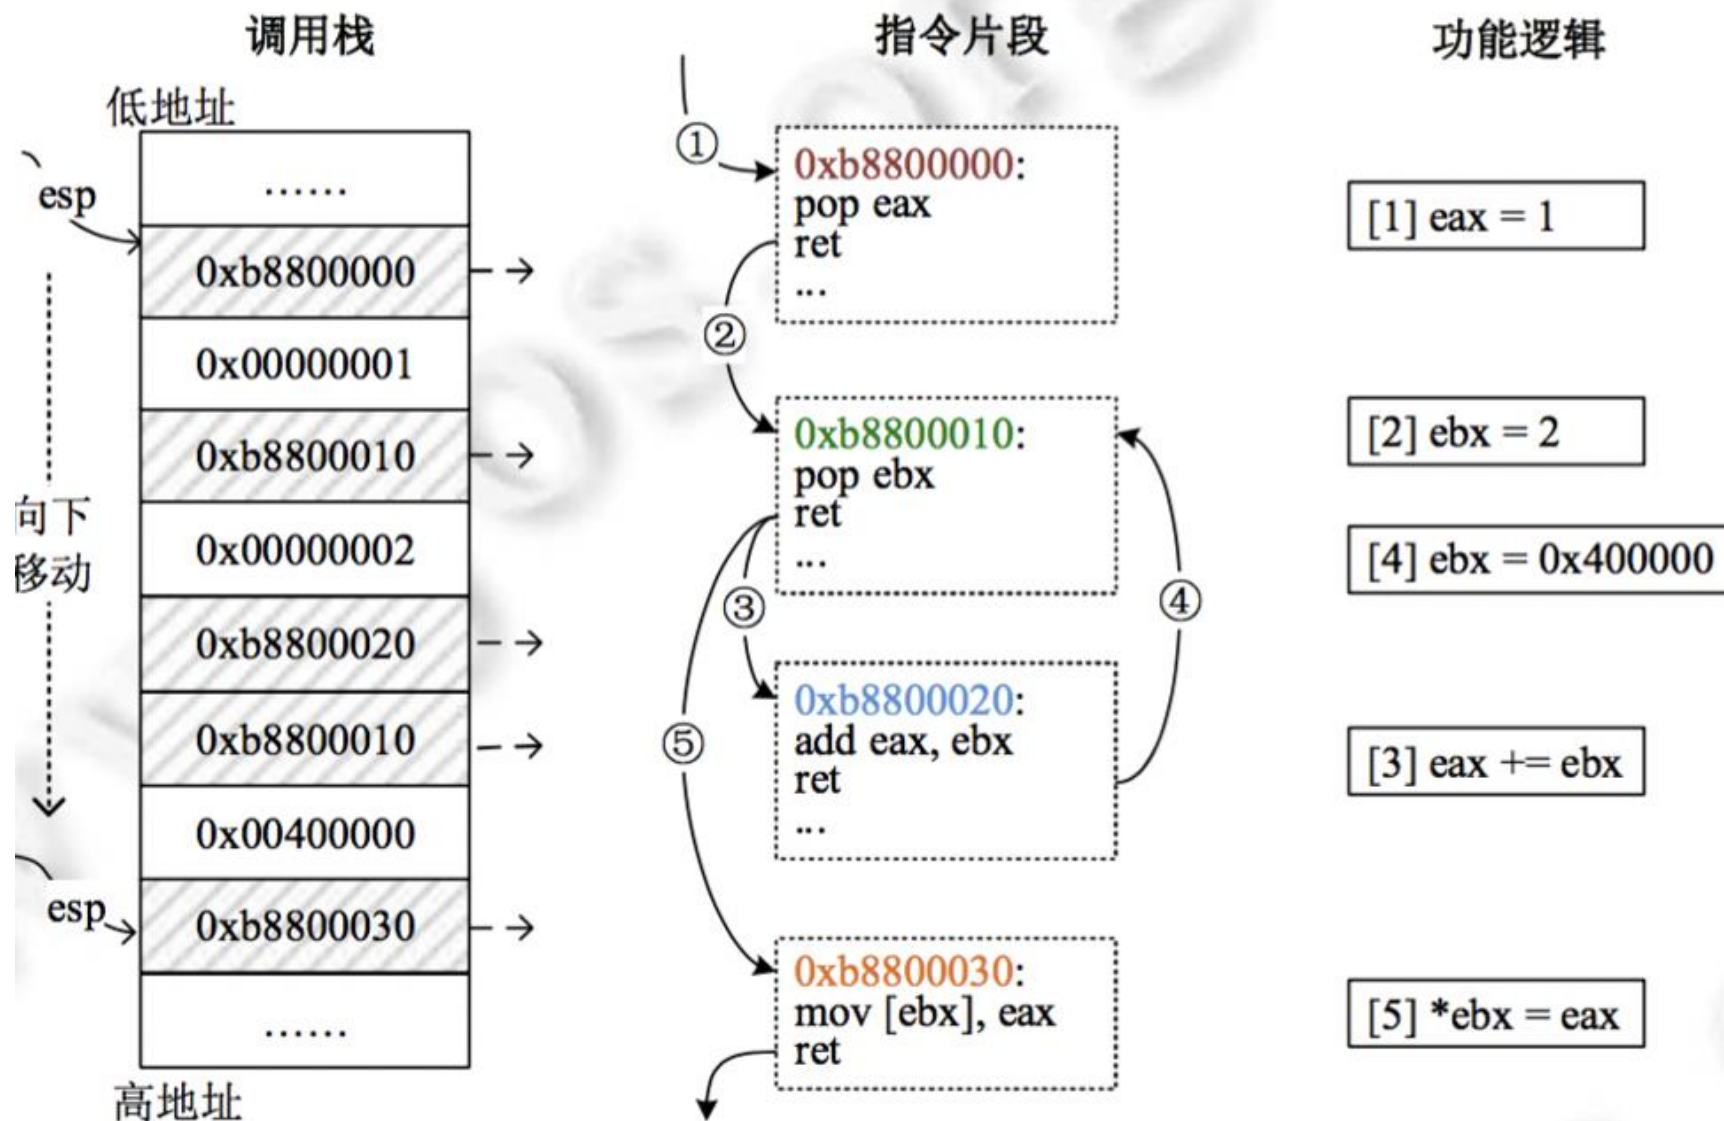 调用栈
指令片段
功能逻辑
低地址
......
esp
0xb8800000
0x00000001
0xb8800010
0x00000002
0xb8800020
0xb8800010
0x00400000
0xb8800030
......
高地址
向下
移动
esp
①
0xb8800000:
pop eax
ret
...
②
0xb8800010:
pop ebx
ret
...
③
④
0xb8800020:
add eax, ebx
ret
...
⑤
0xb8800030:
mov [ebx], eax
ret
[1] eax = 1
[2] ebx = 2
[4] ebx = 0x400000
[3] eax += ebx
[5] *ebx = eax